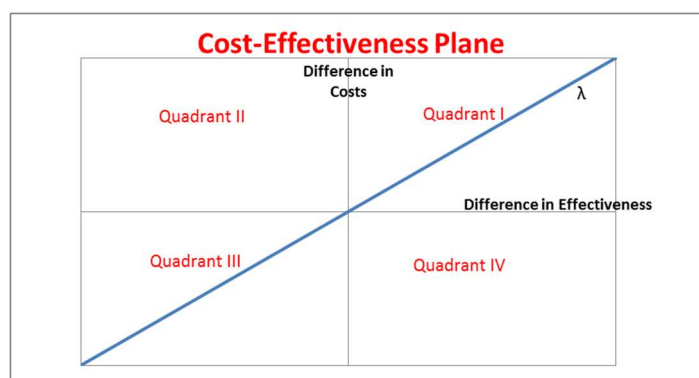 Cost-Effectiveness Plane
Difference in
Costs
Quadrant II
Quadrant I
λ
Difference in Effectiveness
Quadrant III
Quadrant IV